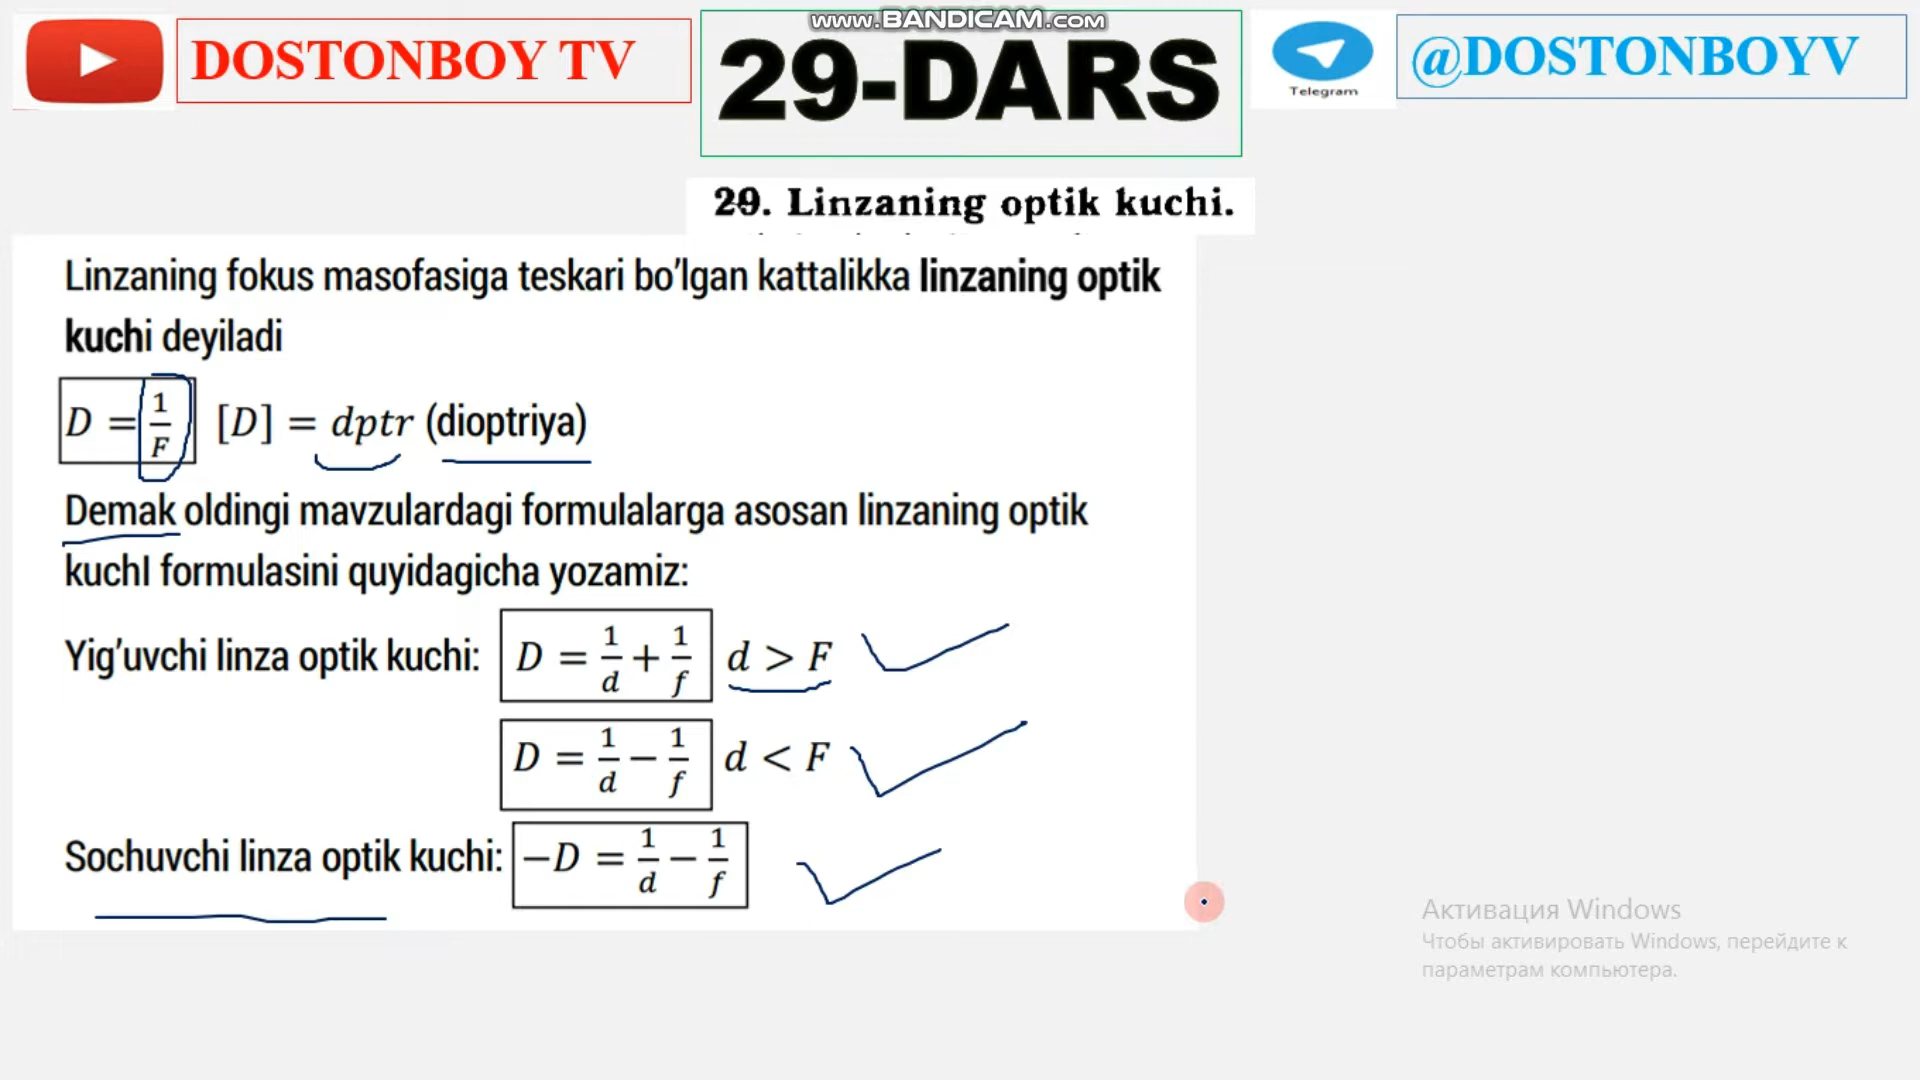 www.BANDICAM.com
DOSTONBOY TV
29-DARS
Telegram
@DOSTONBOYV
29. Linzaning optik kuchi.
Linzaning fokus masofasiga teskari bo’lgan kattalikka linzaning optik
kuchi deyiladi
D = 1/F [D] = dptr (dioptriya)
Demak oldingi mavzulardagi formulalarga asosan linzaning optik
kuchI formulasini quyidagicha yozamiz:
Yig’uvchi linza optik kuchi: D = 1/d + 1/f d > F
D = 1/d − 1/f d < F
Sochuvchi linza optik kuchi: −D = 1/d − 1/f
Активация Windows
Чтобы активировать Windows, перейдите к
параметрам компьютера.